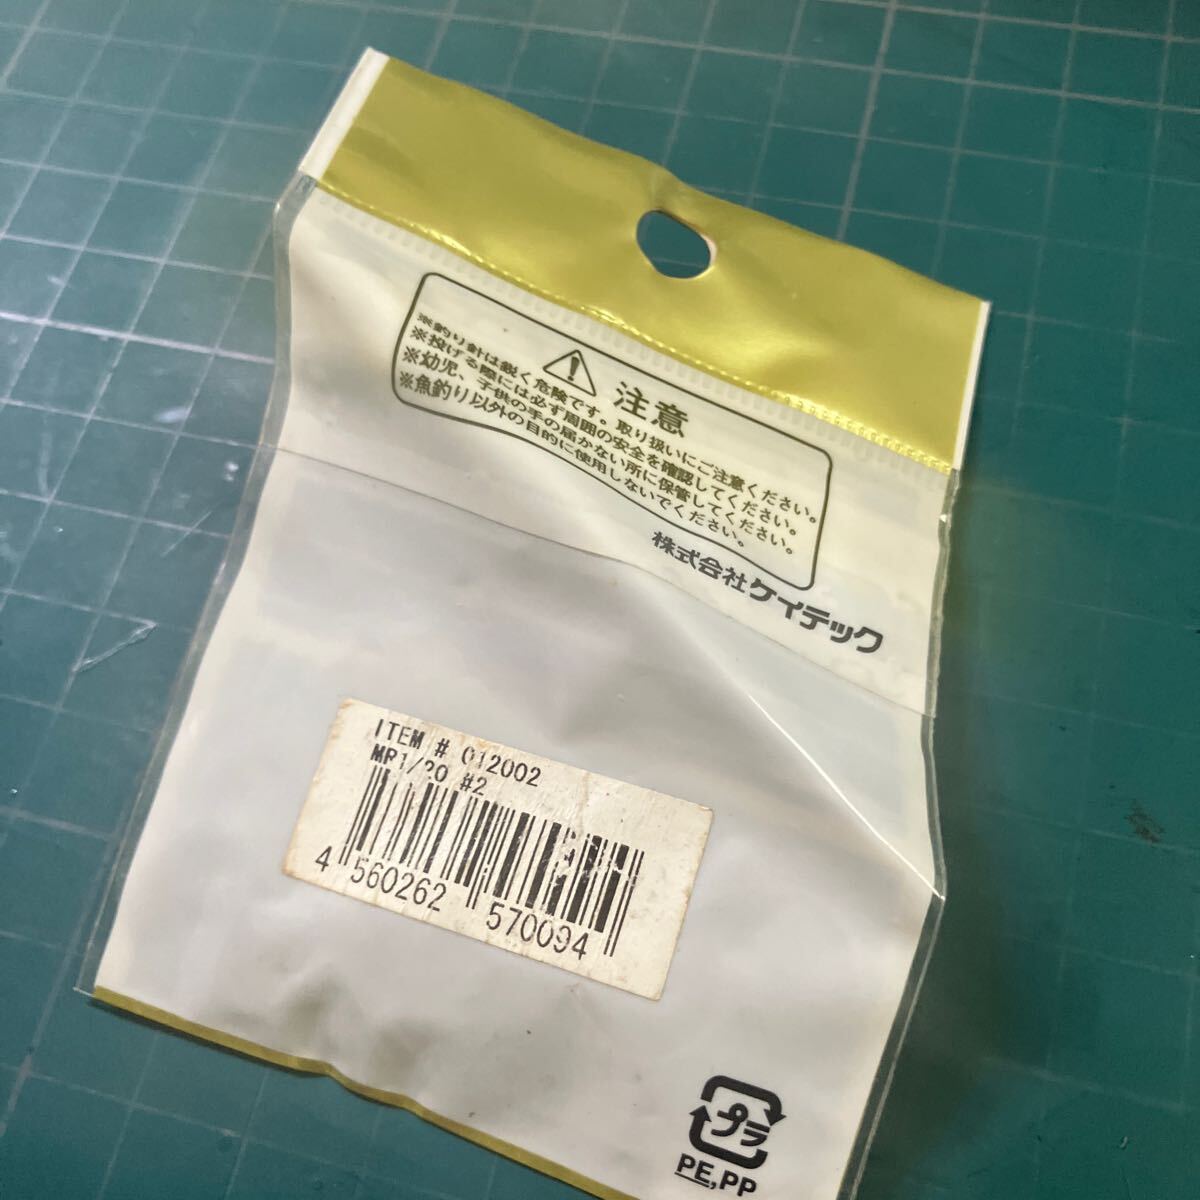 注意
※釣り針は鋭く危険です。取り扱いにご注意ください。
※投げる際には必ず周囲の安全を確認してください。
※幼児、子供の手の届かない所に保管してください。
※魚釣り以外の目的に使用しないでください。
株式会社ケイテック
ITEM # 012002
MR1/20 #2
4 560262 570094
プラ
PE,PP